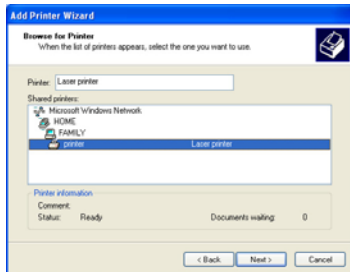 Add Printer Wizard
Browse for Printer
When the list of printers appears, select the one you want to use.
Printer: Laser printer
Shared printers:
Microsoft Windows Network
HOME
FAMILY
printer Laser printer
Printer information
Comment:
Status: Ready Documents waiting: 0
< Back Next > Cancel